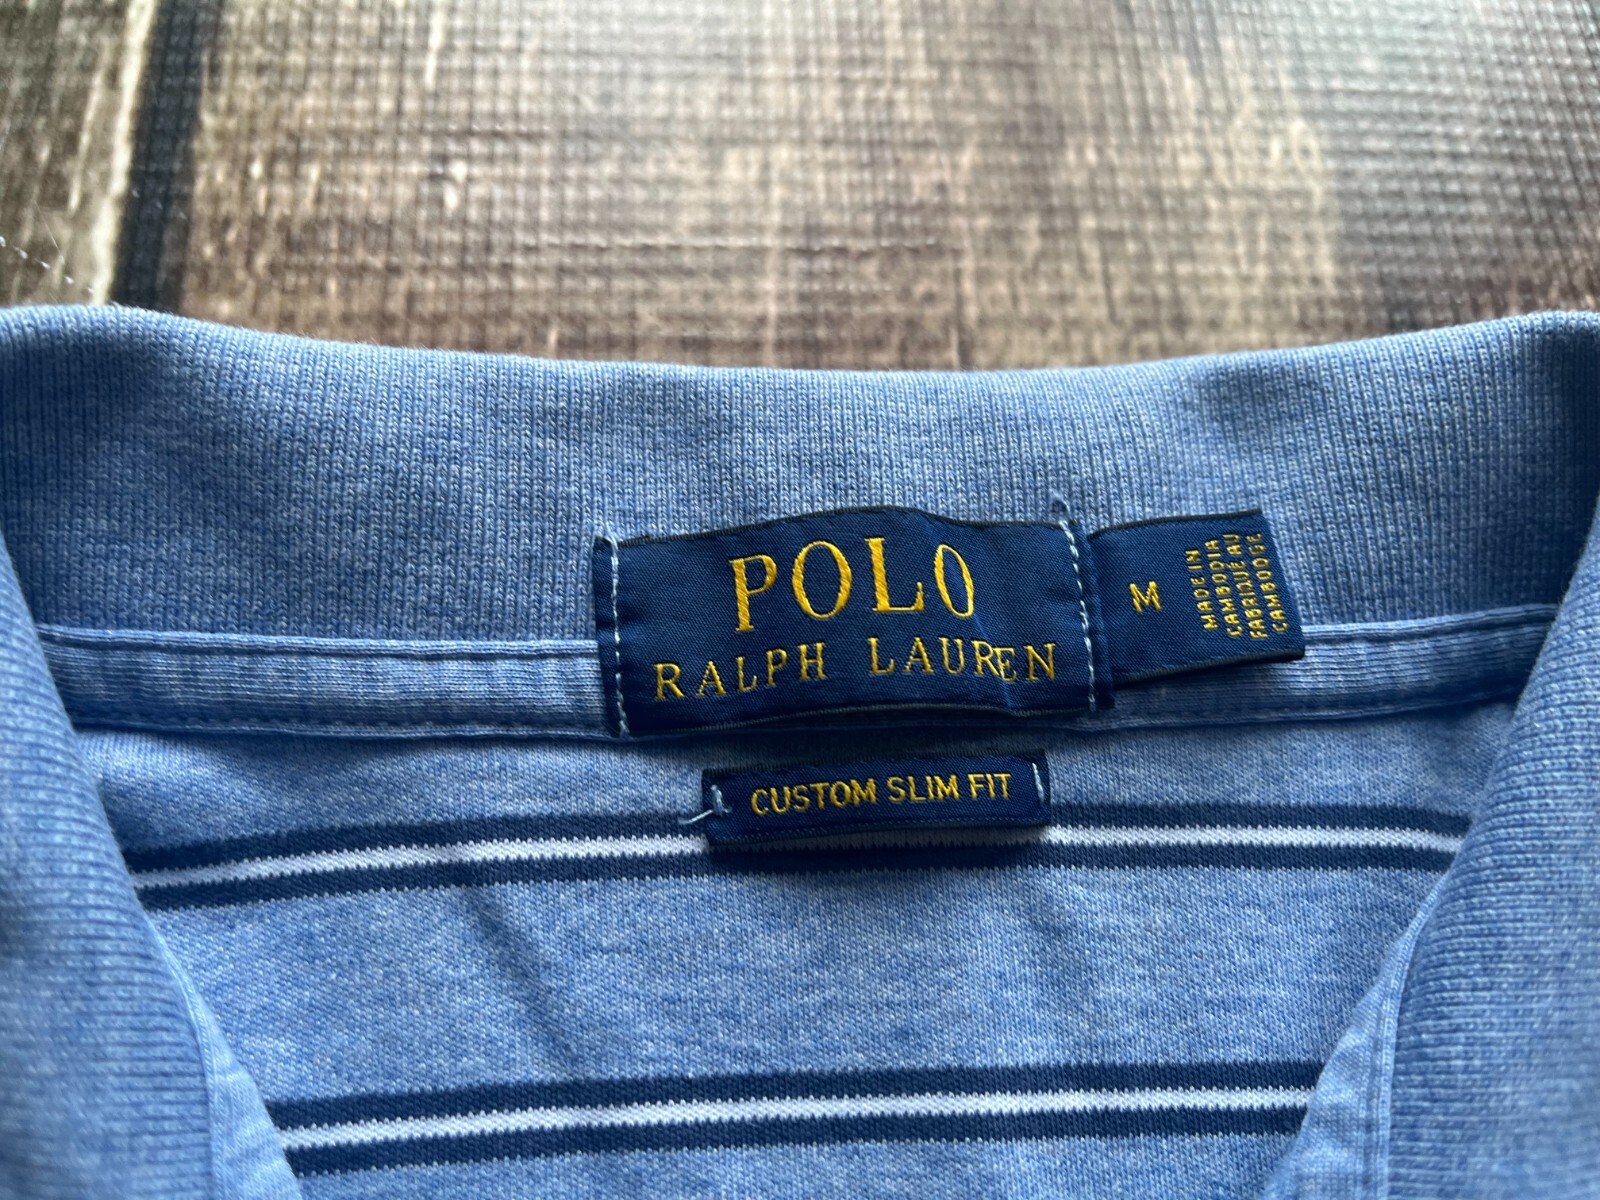 POLO
RALPH LAUREN
M
MADE IN
CAMBODIA
FABRIQUÉ AU
CAMBODGE
CUSTOM SLIM FIT